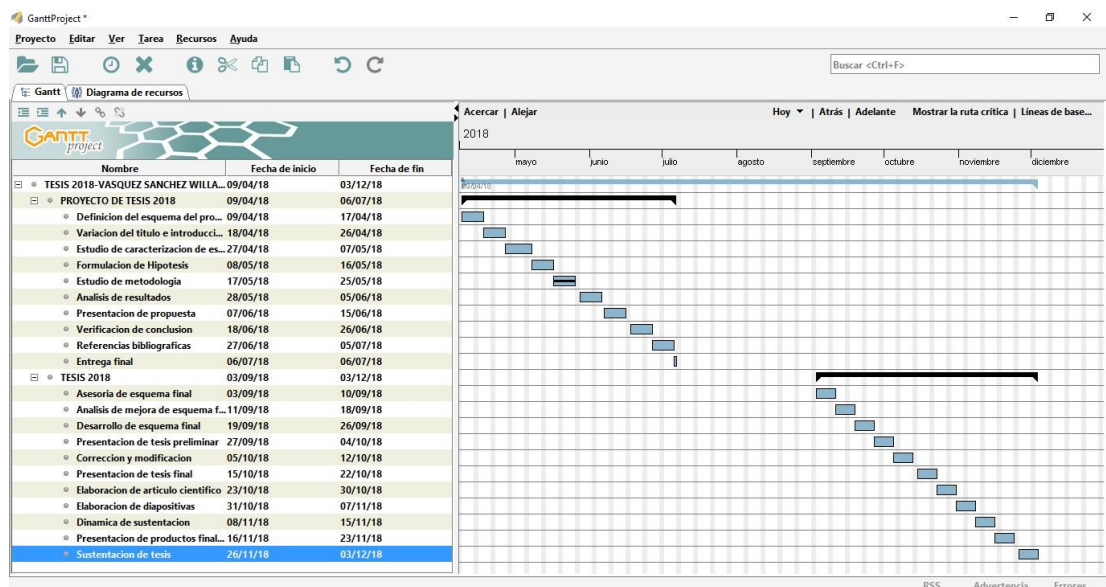 GanttProject *
Proyecto Editar Ver Tarea Recursos Ayuda
Buscar <Ctrl+F>
Gantt Diagrama de recursos
Acercar | Alejar Hoy | Atrás | Adelante Mostrar la ruta crítica | Líneas de base...
GANTT project
2018
mayo junio julio agosto septiembre octubre noviembre diciembre
Nombre Fecha de inicio Fecha de fin
TESIS 2018-VASQUEZ SANCHEZ WILLA... 09/04/18 03/12/18
09/04/18
PROYECTO DE TESIS 2018 09/04/18 06/07/18
Definicion del esquema del pro... 09/04/18 17/04/18
Variacion del titulo e introducci... 18/04/18 26/04/18
Estudio de caracterizacion de es... 27/04/18 07/05/18
Formulacion de Hipotesis 08/05/18 16/05/18
Estudio de metodologia 17/05/18 25/05/18
Analisis de resultados 28/05/18 05/06/18
Presentacion de propuesta 07/06/18 15/06/18
Verificacion de conclusion 18/06/18 26/06/18
Referencias bibliograficas 27/06/18 05/07/18
Entrega final 06/07/18 06/07/18
TESIS 2018 03/09/18 03/12/18
Asesoria de esquema final 03/09/18 10/09/18
Analisis de mejora de esquema f... 11/09/18 18/09/18
Desarrollo de esquema final 19/09/18 26/09/18
Presentacion de tesis preliminar 27/09/18 04/10/18
Correccion y modificacion 05/10/18 12/10/18
Presentacion de tesis final 15/10/18 22/10/18
Elaboracion de articulo cientifico 23/10/18 30/10/18
Elaboracion de diapositivas 31/10/18 07/11/18
Dinamica de sustentacion 08/11/18 15/11/18
Presentacion de productos final... 16/11/18 23/11/18
Sustentacion de tesis 26/11/18 03/12/18
RSS Advertencia Errores